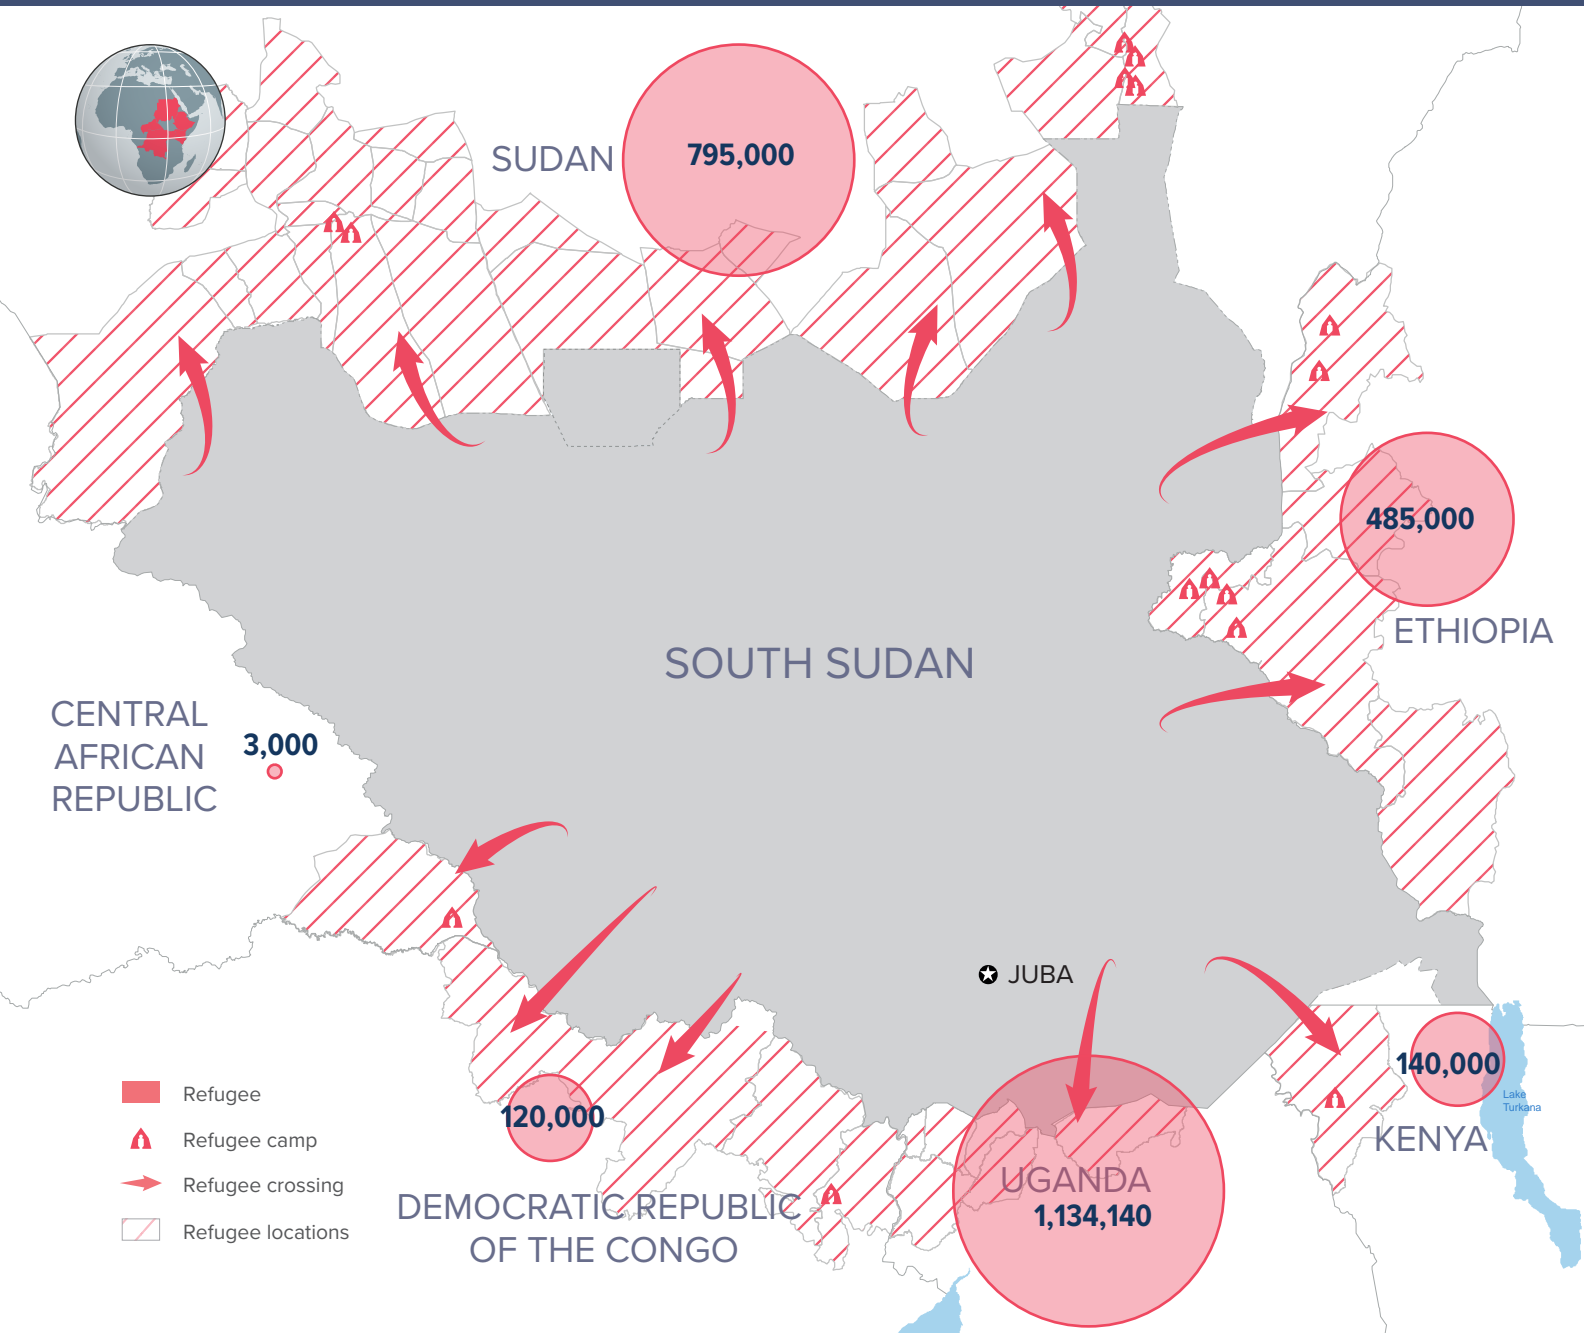 SUDAN
795,000
485,000
ETHIOPIA
SOUTH SUDAN
CENTRAL
AFRICAN
REPUBLIC
3,000
JUBA
140,000
Lake
Turkana
KENYA
120,000
DEMOCRATIC REPUBLIC
OF THE CONGO
UGANDA
1,134,140
Refugee
Refugee camp
Refugee crossing
Refugee locations